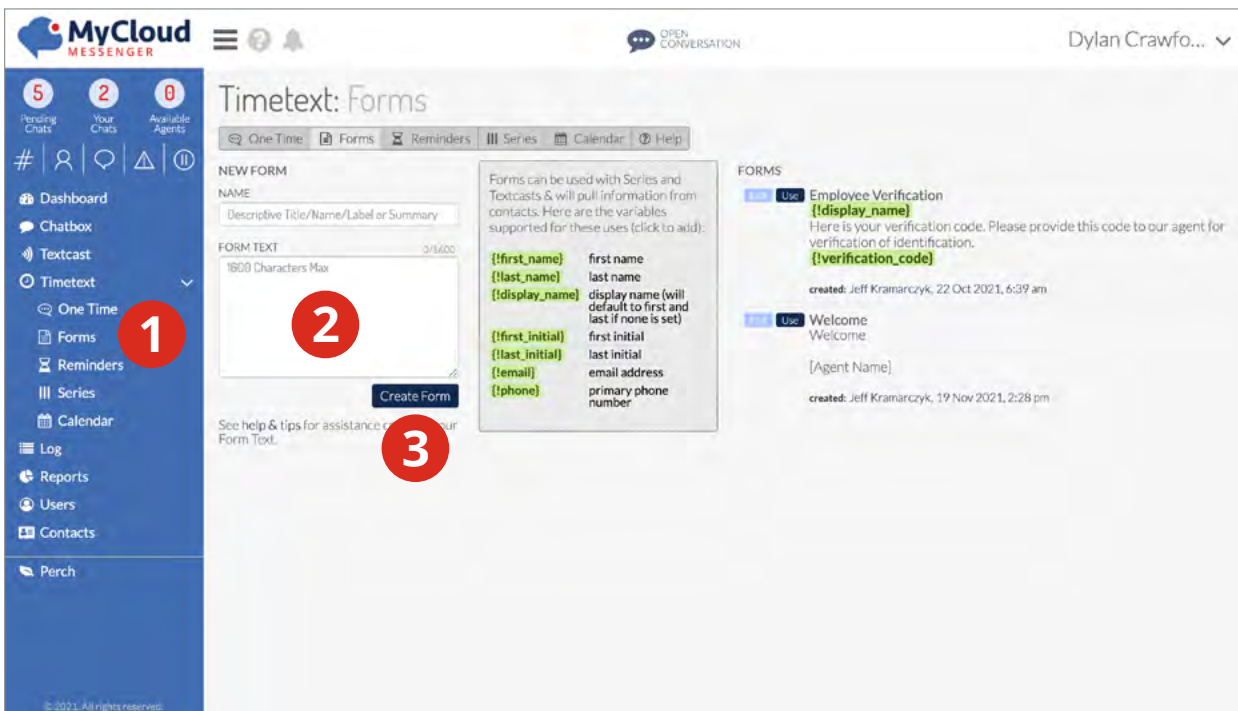 MyCloud
MESSENGER
OPEN
CONVERSATION
Dylan Crawfo...
5
2
0
Pending
Chats
Your
Chats
Available
Agents
#
Dashboard
Chatbox
Textcast
Timetext
One Time
Forms
Reminders
Series
Calendar
Log
Reports
Users
Contacts
Perch
© 2021. All rights reserved.
1
Timetext: Forms
One Time
Forms
Reminders
Series
Calendar
Help
NEW FORM
NAME
Descriptive Title/Name/Label or Summary
FORM TEXT
0/1600
1600 Characters Max
2
Create Form
See help & tips for assistance
Form Text.
3
Forms can be used with Series and
Textcasts & will pull information from
contacts. Here are the variables
supported for these uses (click to add):
{!first_name} first name
{!last_name} last name
{!display_name} display name (will
default to first and
last if none is set)
{!first_initial} first initial
{!last_initial} last initial
{!email} email address
{!phone} primary phone
number
FORMS
Edit Use Employee Verification
{!display_name}
Here is your verification code. Please provide this code to our agent for
verification of identification.
{!verification_code}
created: Jeff Kramarczyk, 22 Oct 2021, 6:39 am
Edit Use Welcome
Welcome
[Agent Name]
created: Jeff Kramarczyk, 19 Nov 2021, 2:28 pm